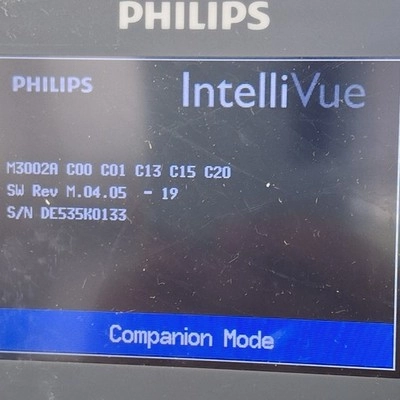 PHILIPS
PHILIPS IntelliVue
M3002A C00 C01 C13 C15 C20
SW Rev M.04.05 - 19
S/N DE535K0133
Companion Mode